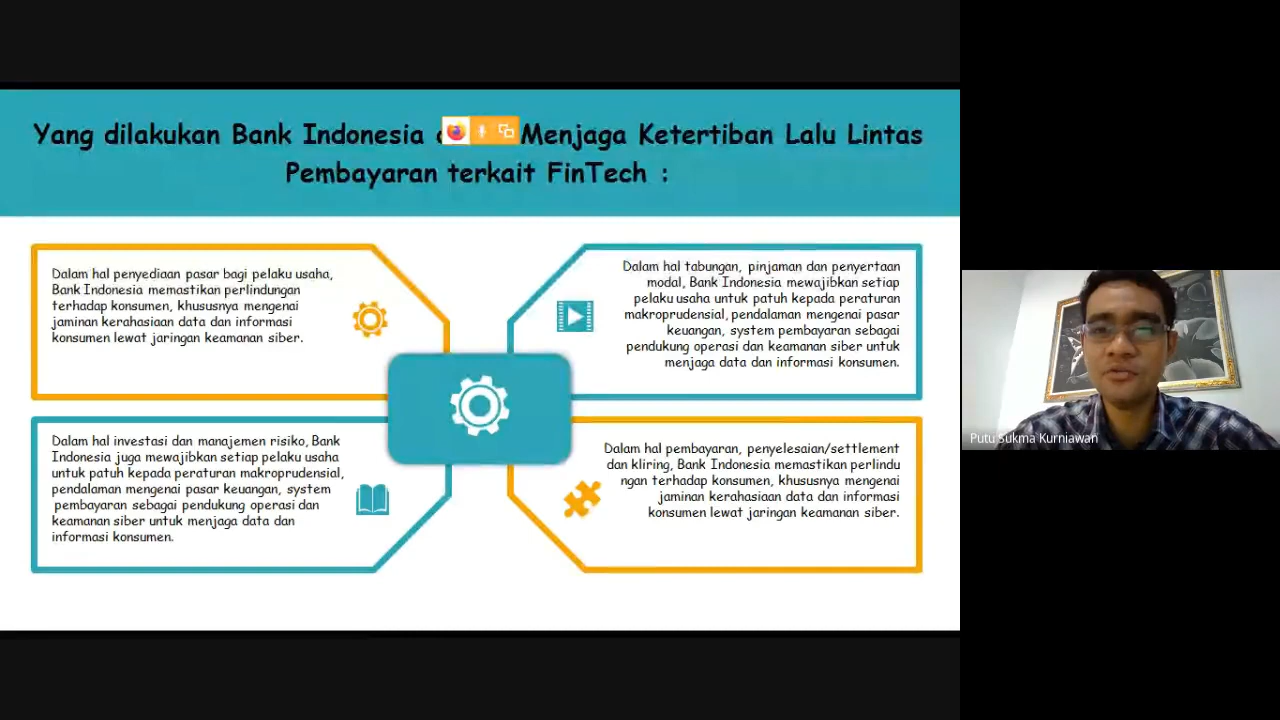 Yang dilakukan Bank Indonesia Menjaga Ketertiban Lalu Lintas
Pembayaran terkait FinTech :
Dalam hal penyediaan pasar bagi pelaku usaha,
Bank Indonesia memastikan perlindungan
terhadap konsumen, khususnya mengenai
jaminan kerahasiaan data dan informasi
konsumen lewat jaringan keamanan siber.
Dalam hal tabungan, pinjaman dan penyertaan
modal, Bank Indonesia mewajibkan setiap
pelaku usaha untuk patuh kepada peraturan
makroprudensial, pendalaman mengenai pasar
keuangan, system pembayaran sebagai
pendukung operasi dan keamanan siber untuk
menjaga data dan informasi konsumen.
Dalam hal investasi dan manajemen risiko, Bank
Indonesia juga mewajibkan setiap pelaku usaha
untuk patuh kepada peraturan makroprudensial,
pendalaman mengenai pasar keuangan, system
pembayaran sebagai pendukung operasi dan
keamanan siber untuk menjaga data dan
informasi konsumen.
Dalam hal pembayaran, penyelesaian/settlement
dan kliring, Bank Indonesia memastikan perlindu
ngan terhadap konsumen, khususnya mengenai
jaminan kerahasiaan data dan informasi
konsumen lewat jaringan keamanan siber.
Putu Sukma Kurniawan